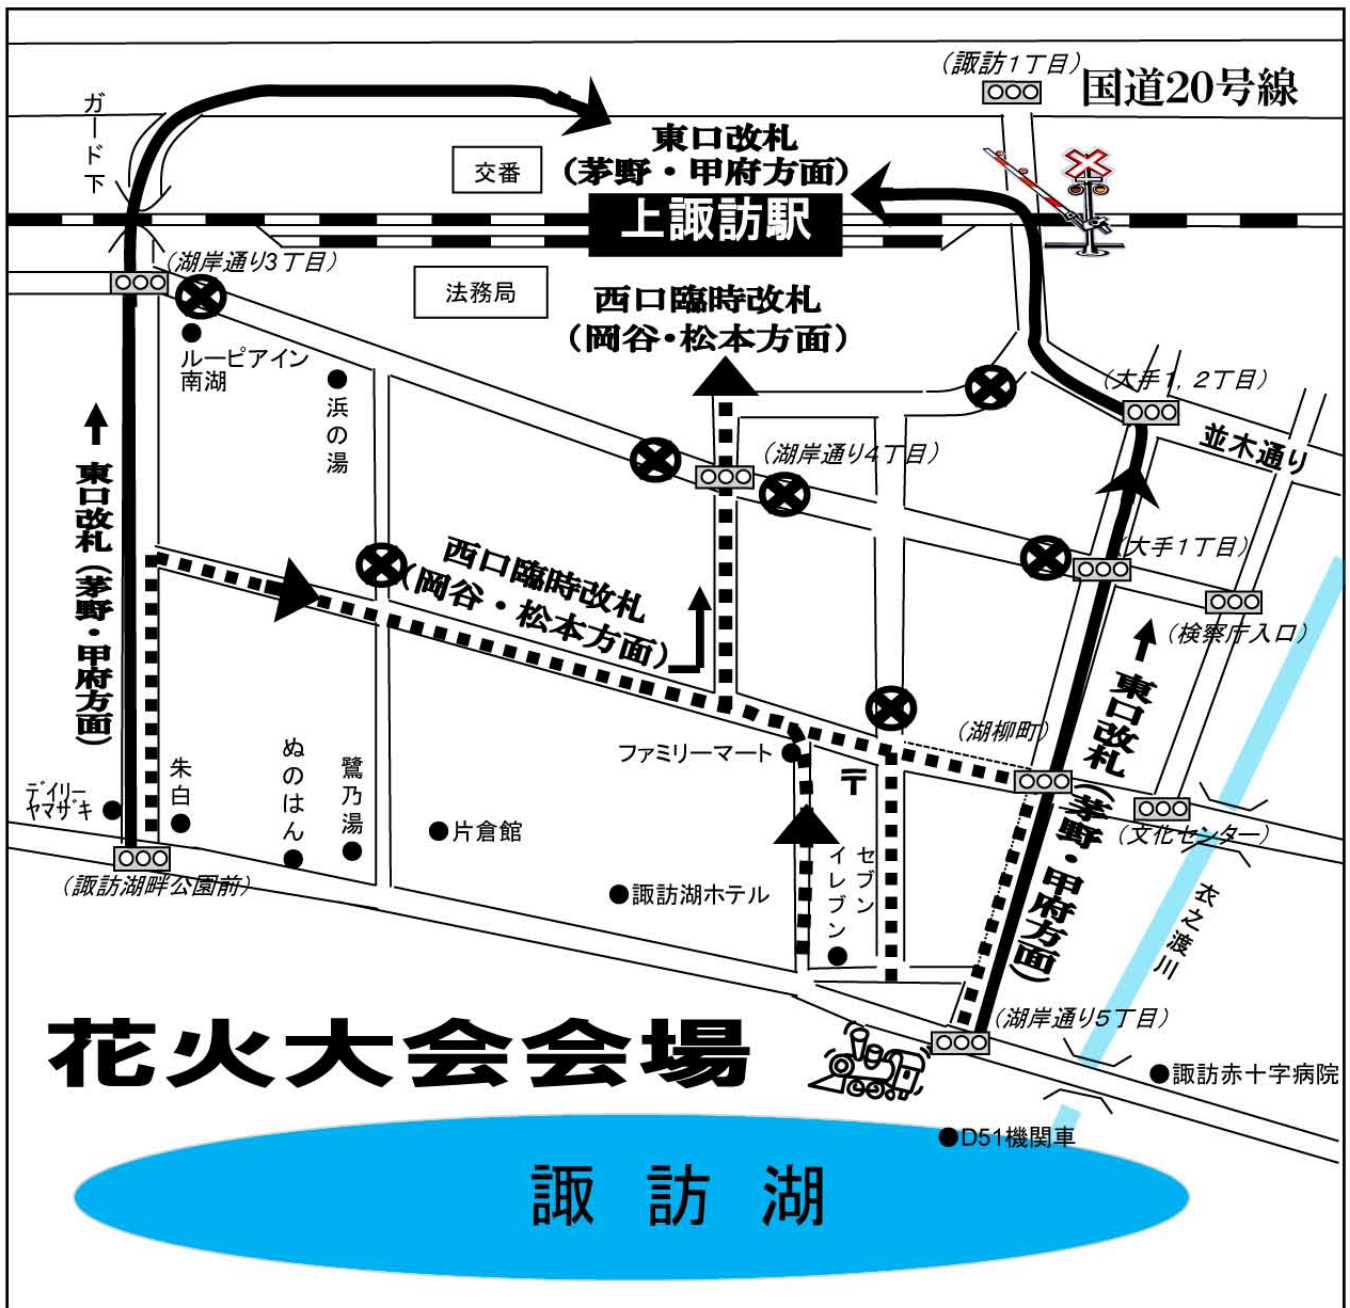 (諏訪1丁目)
国道20号線
ガード下
東口改札
(茅野・甲府方面)
交番
上諏訪駅
(湖岸通り3丁目)
法務局
西口臨時改札
(岡谷・松本方面)
ルーピアイン
南湖
浜の湯
(大手1,2丁目)
並木通り
(湖岸通り4丁目)
東口改札(茅野・甲府方面)
西口臨時改札
(岡谷・松本方面)
(大手1丁目)
(検察庁入口)
東口改札(茅野・甲府方面)
(湖柳町)
ファミリーマート
〒
デイリー
ヤマザキ
朱白
ぬのはん
鷺乃湯
片倉館
(文化センター)
セブン
イレブン
(諏訪湖畔公園前)
諏訪湖ホテル
衣之渡川
(湖岸通り5丁目)
花火大会会場
諏訪赤十字病院
D51機関車
諏訪湖